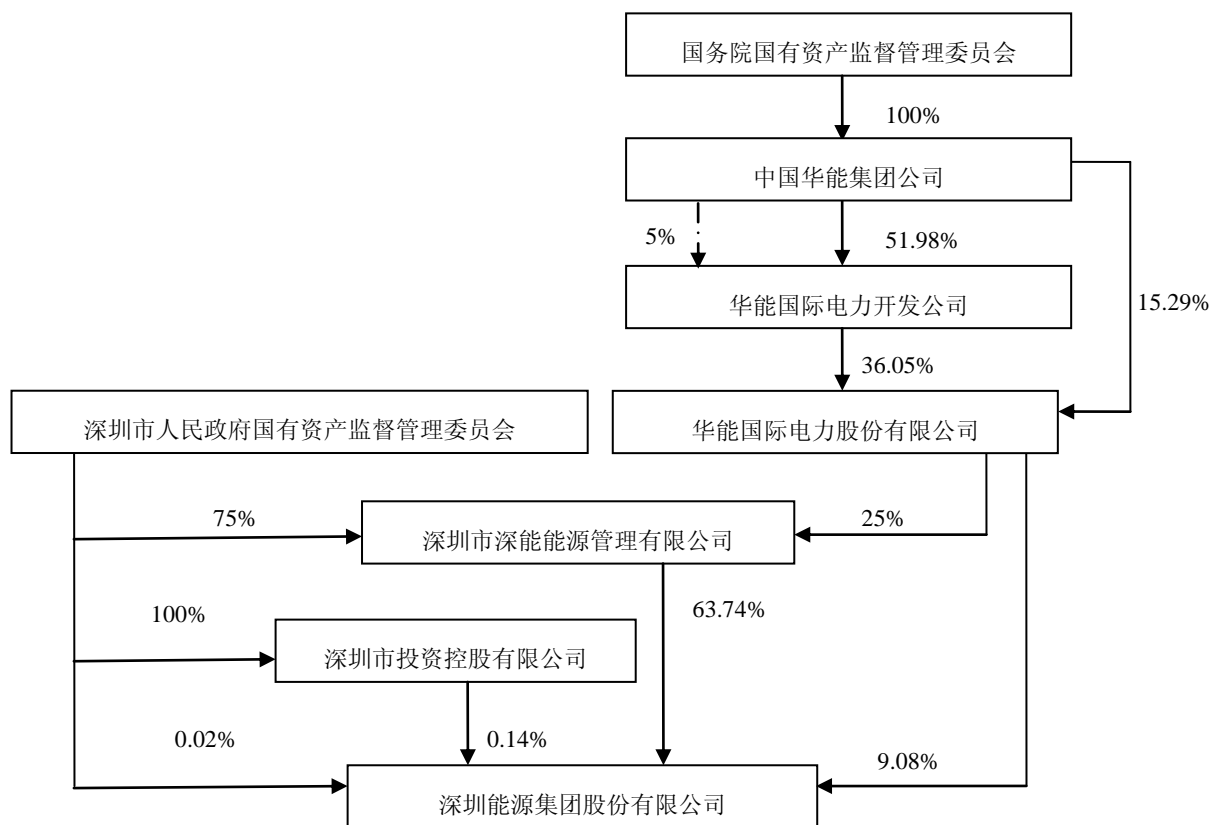 国务院国有资产监督管理委员会
100%
中国华能集团公司
5%
51.98%
华能国际电力开发公司
15.29%
36.05%
深圳市人民政府国有资产监督管理委员会
华能国际电力股份有限公司
75%
25%
深圳市深能能源管理有限公司
100%
63.74%
深圳市投资控股有限公司
0.02%
0.14%
9.08%
深圳能源集团股份有限公司